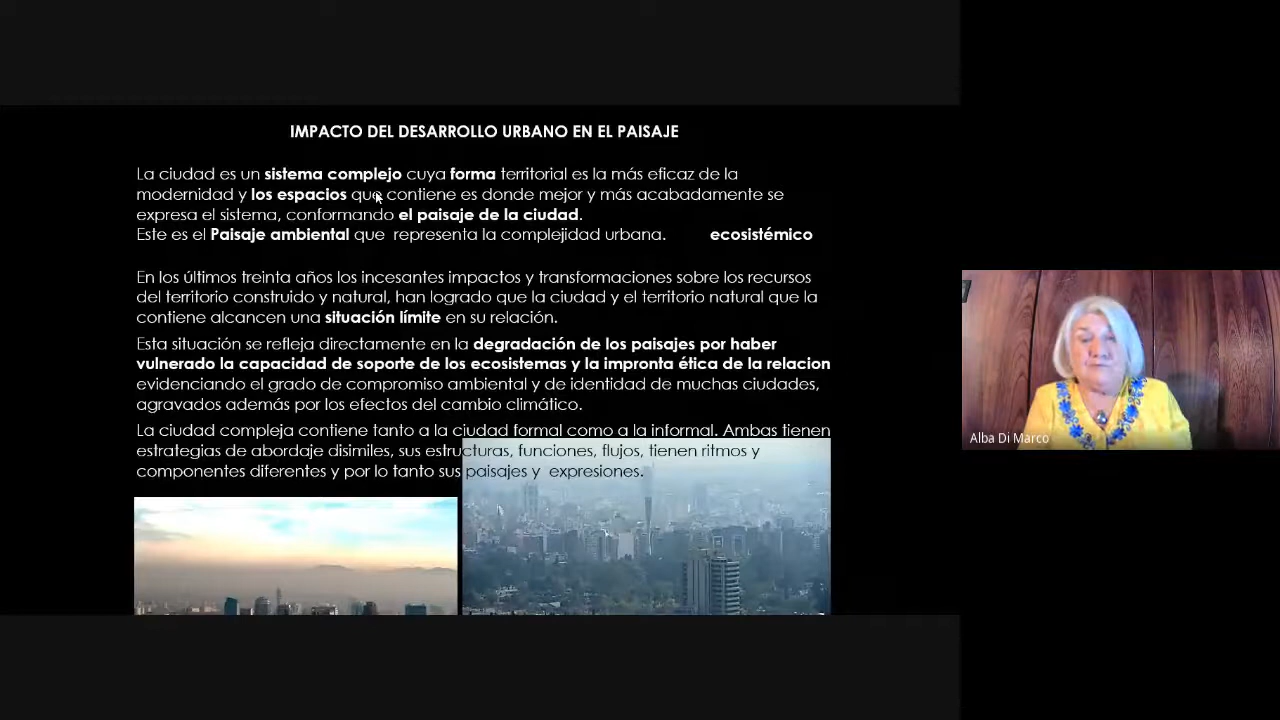 IMPACTO DEL DESARROLLO URBANO EN EL PAISAJE
La ciudad es un sistema complejo cuya forma territorial es la más eficaz de la
modernidad y los espacios que contiene es donde mejor y más acabadamente se
expresa el sistema, conformando el paisaje de la ciudad.
Este es el Paisaje ambiental que representa la complejidad urbana. ecosistémico
En los últimos treinta años los incesantes impactos y transformaciones sobre los recursos
del territorio construido y natural, han logrado que la ciudad y el territorio natural que la
contiene alcancen una situación límite en su relación.
Esta situación se refleja directamente en la degradación de los paisajes por haber
vulnerado la capacidad de soporte de los ecosistemas y la impronta ética de la relacion
evidenciando el grado de compromiso ambiental y de identidad de muchas ciudades,
agravados además por los efectos del cambio climático.
La ciudad compleja contiene tanto a la ciudad formal como a la informal. Ambas tienen
estrategias de abordaje disimiles, sus estructuras, funciones, flujos, tienen ritmos y
componentes diferentes y por lo tanto sus paisajes y expresiones.
Alba Di Marco